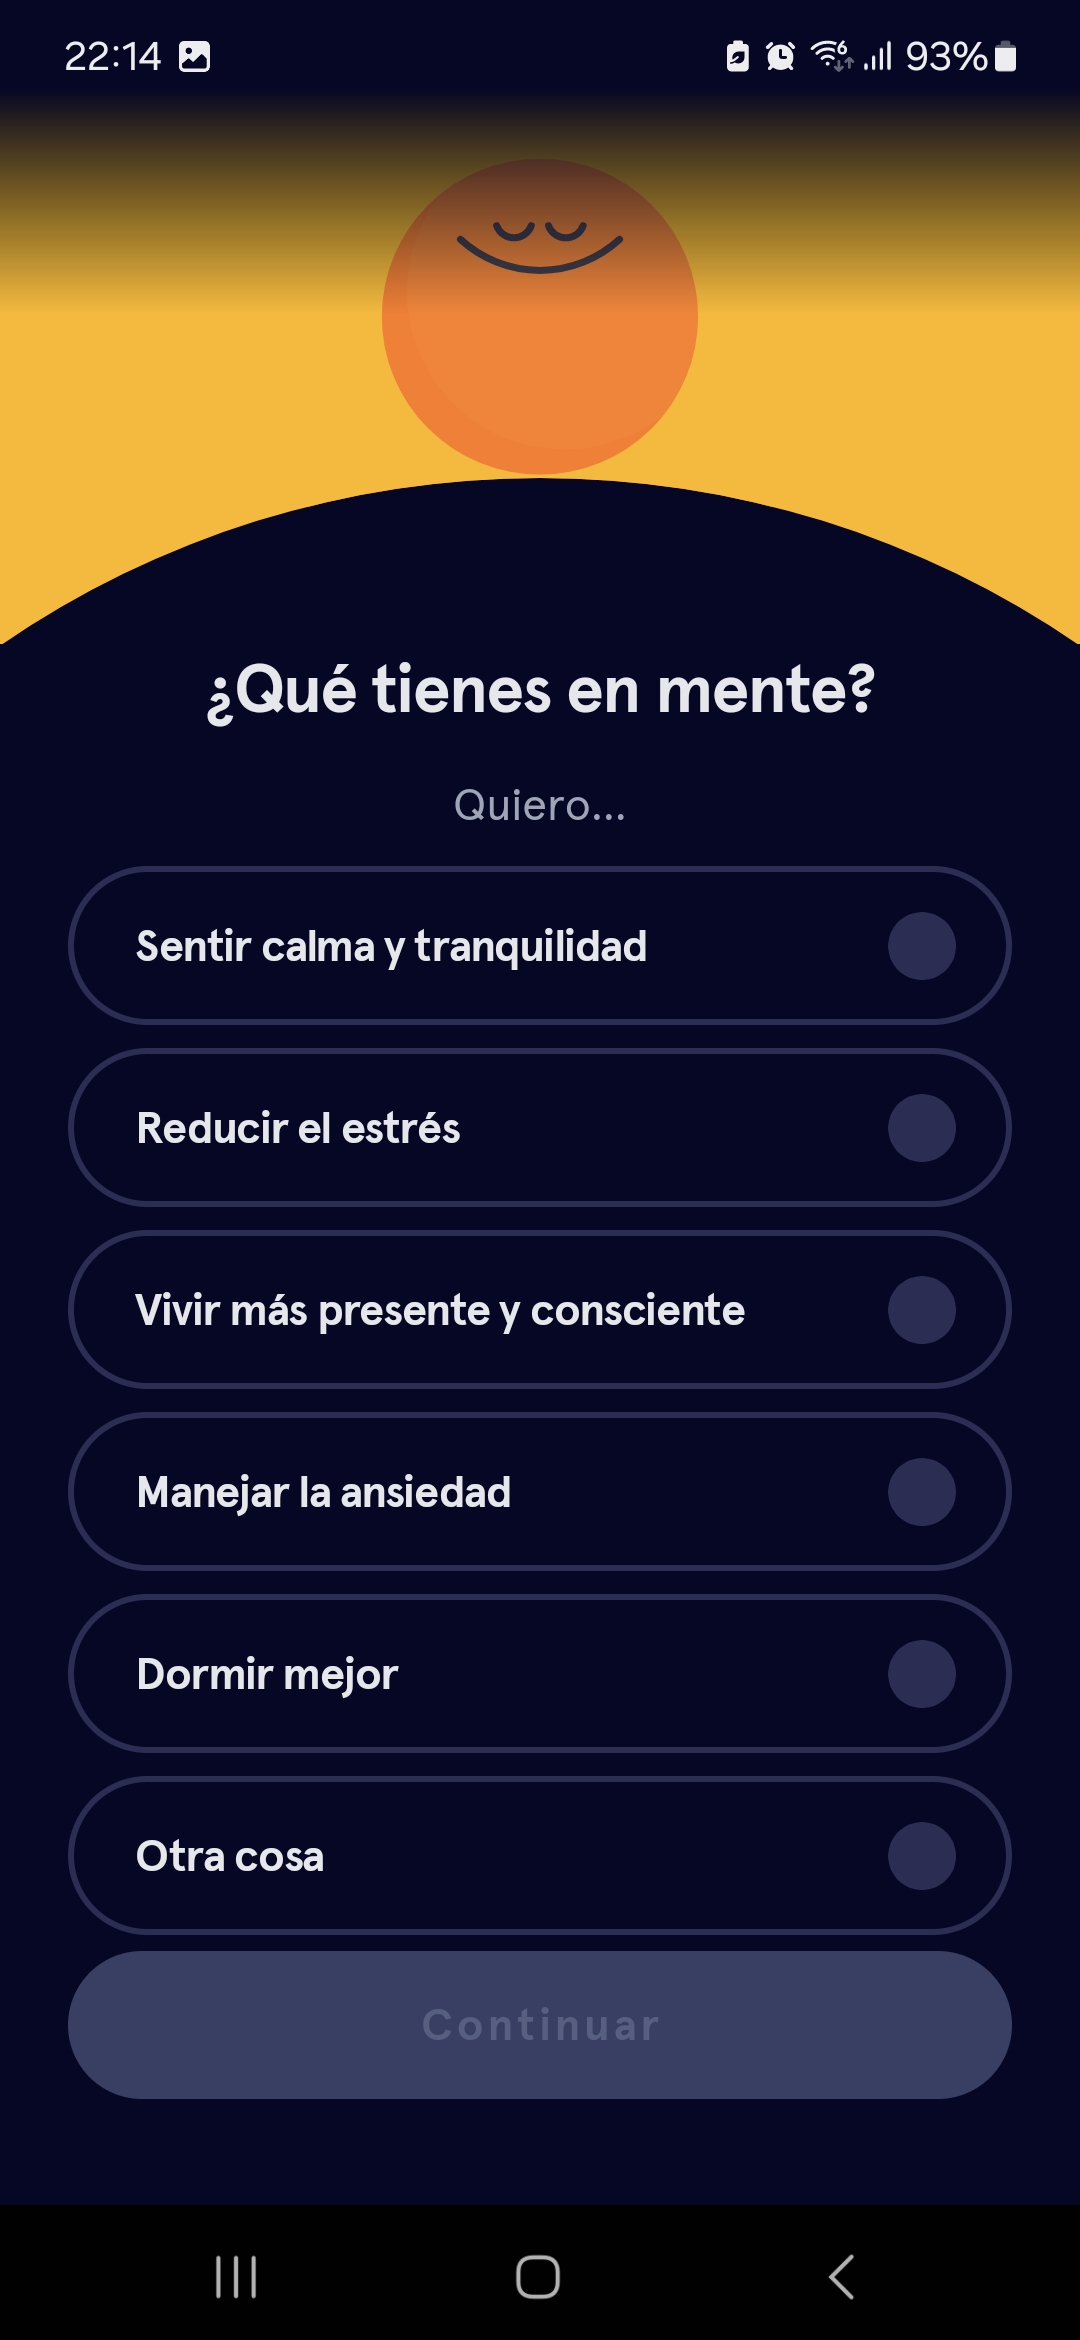 22:14
6
93%
¿Qué tienes en mente?
Quiero...
Sentir calma y tranquilidad
Reducir el estrés
Vivir más presente y consciente
Manejar la ansiedad
Dormir mejor
Otra cosa
Continuar